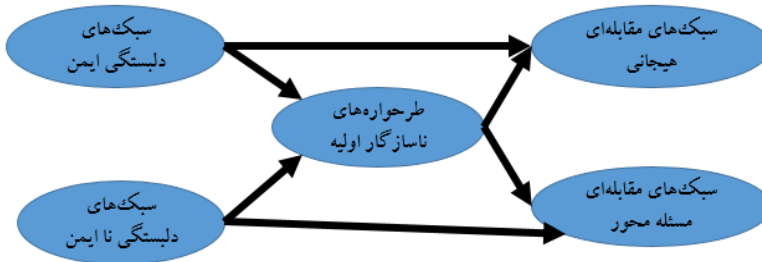 سبک‌های
دلبستگی ایمن
سبک‌های مقابله‌ای
هیجانی
طرحواره‌های
ناسازگار اولیه
سبک‌های
دلبستگی نا ایمن
سبک‌های مقابله‌ای
مسئله محور